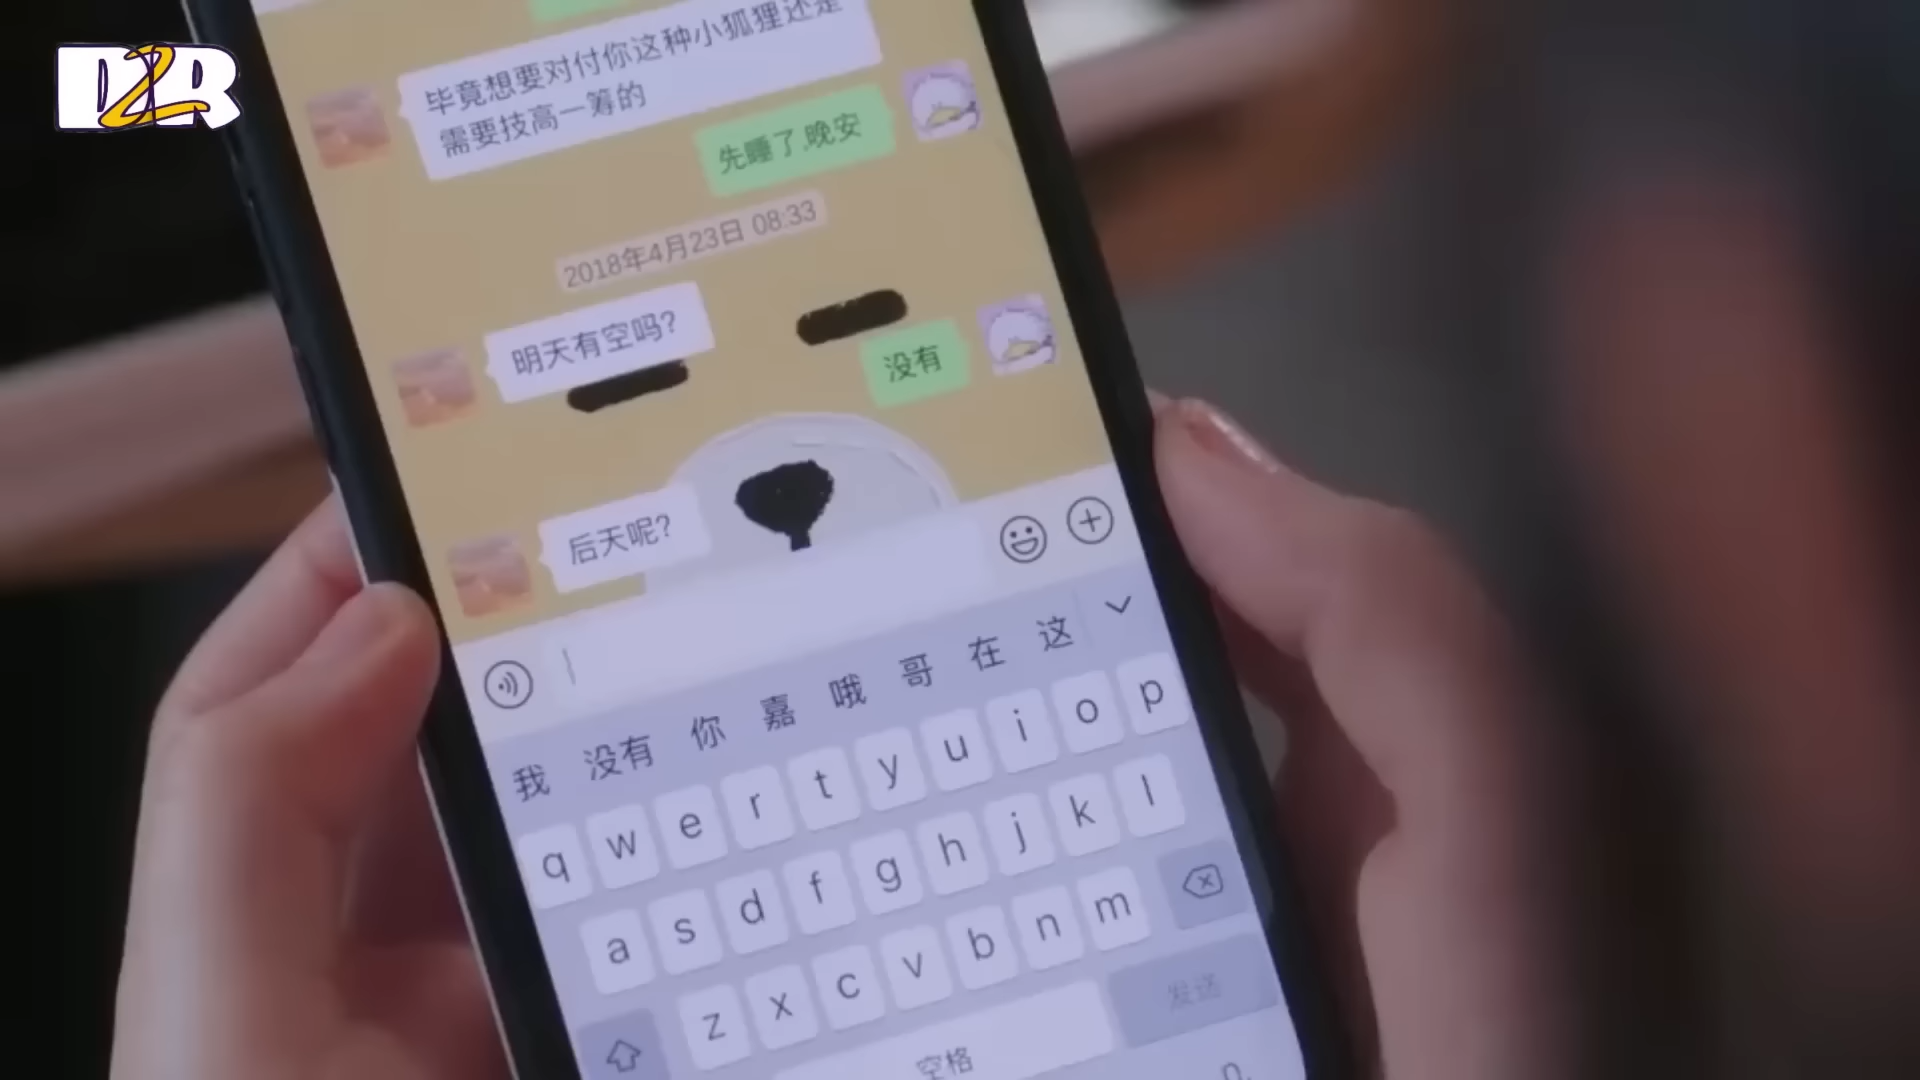 DR
毕竟想要对付你这种小狐狸还是
需要技高一筹的
先睡了,晚安
2018年4月23日 08:33
明天有空吗?
没有
后天呢?
我 没有 你 嘉 哦 哥 在 这
q w e r t y u i o p
a s d f g h j k l
z x c v b n m
空格 发送